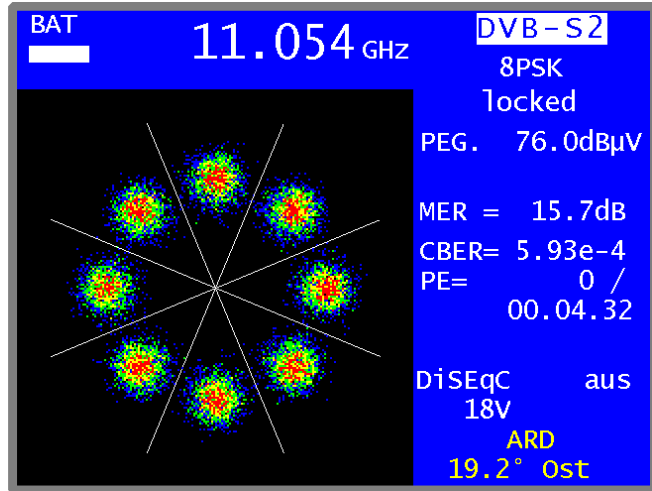 BAT
11.054 GHz
DVB-S2
8PSK
locked
PEG. 76.0dBµV
MER = 15.7dB
CBER= 5.93e-4
PE= 0 /
00.04.32
DiSEqC aus
18V
ARD
19.2° Ost